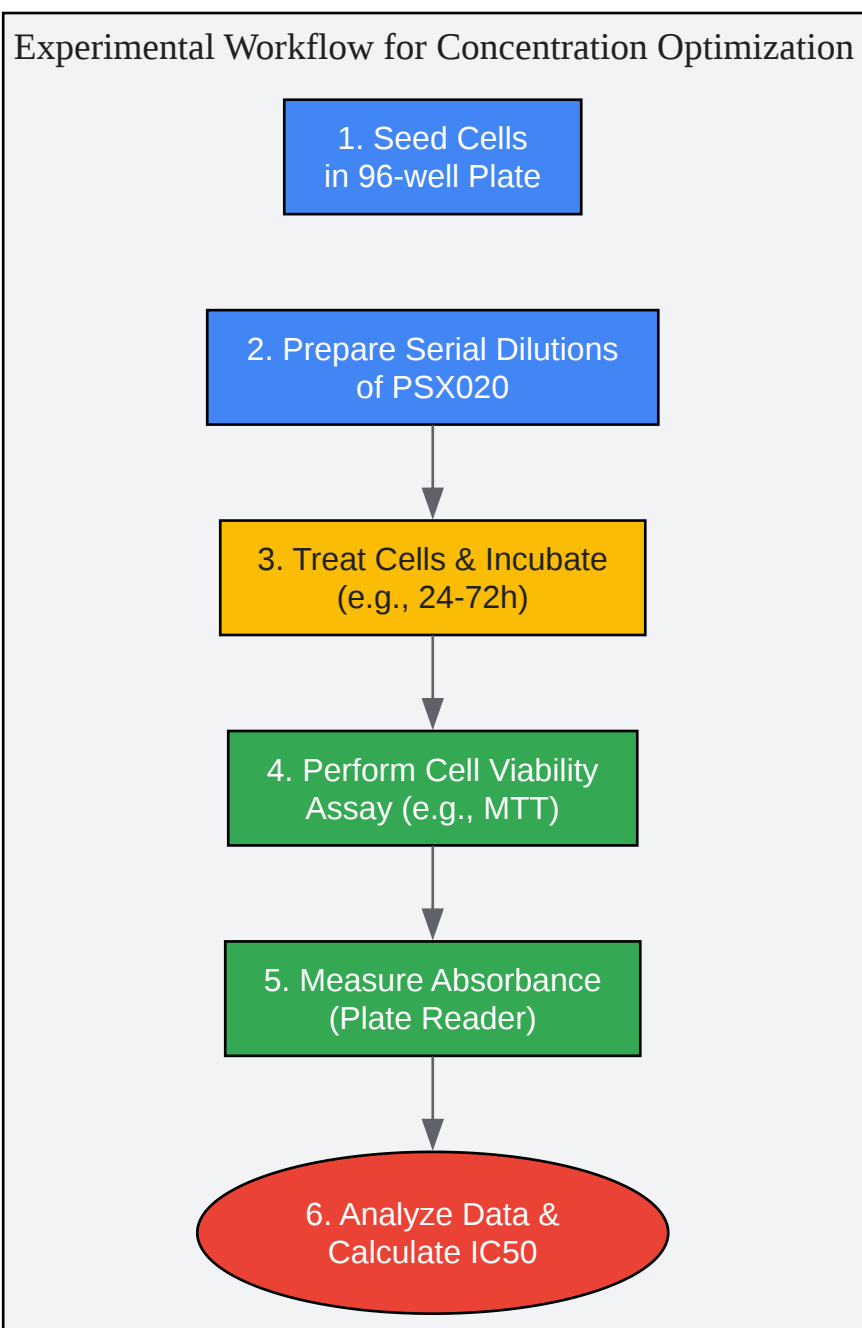 Experimental Workflow for Concentration Optimization
1. Seed Cells
in 96-well Plate
2. Prepare Serial Dilutions
of PSX020
3. Treat Cells & Incubate
(e.g., 24-72h)
4. Perform Cell Viability
Assay (e.g., MTT)
5. Measure Absorbance
(Plate Reader)
6. Analyze Data &
Calculate IC50